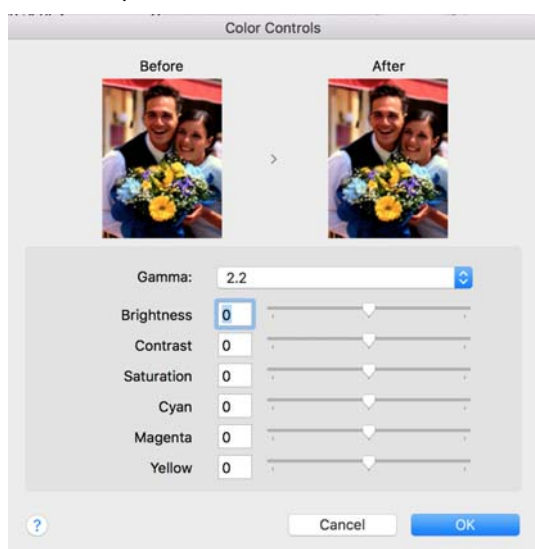 Color Controls
Before After
>
Gamma: 2.2
Brightness 0
Contrast 0
Saturation 0
Cyan 0
Magenta 0
Yellow 0
? Cancel OK